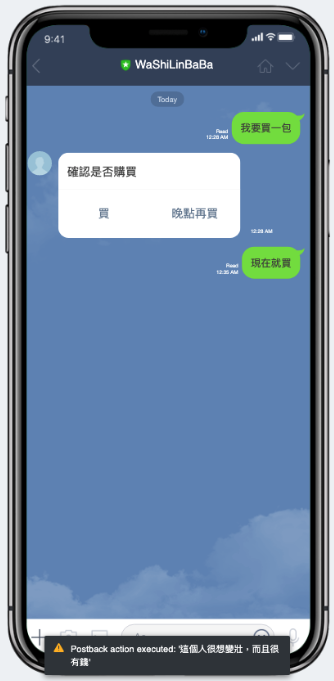 9:41
WaShiLinBaBa
Today
我要買一包
Read
12:28 AM
確認是否購買
買
晚點再買
12:28 AM
現在就買
Read
12:35 AM
Postback action executed: '這個人很想變壯，而且很
有錢'